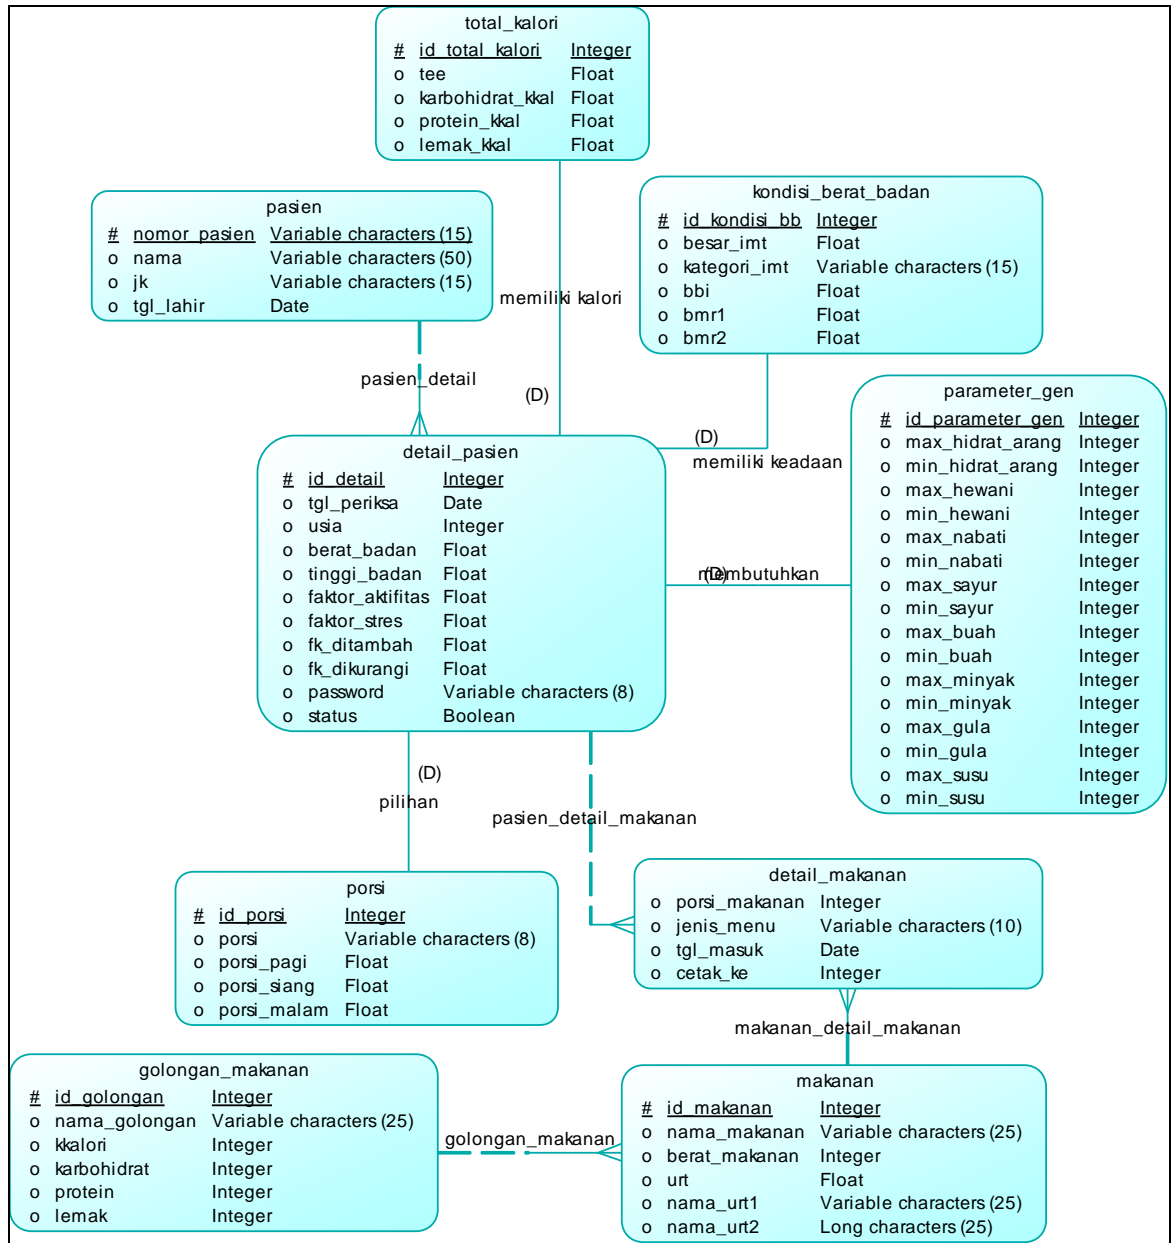 total_kalori
# id_total_kalori Integer
o tee Float
o karbohidrat_kkal Float
o protein_kkal Float
o lemak_kkal Float
pasien
# nomor_pasien Variable characters (15)
o nama Variable characters (50)
o jk Variable characters (15)
o tgl_lahir Date
kondisi_berat_badan
# id_kondisi_bb Integer
o besar_imt Float
o kategori_imt Variable characters (15)
o bbi Float
o bmr1 Float
o bmr2 Float
memiliki kalori
pasien_detail
(D)
(D)
memiliki keadaan
parameter_gen
# id_parameter_gen Integer
o max_hidrat_arang Integer
o min_hidrat_arang Integer
o max_hewani Integer
o min_hewani Integer
o max_nabati Integer
o min_nabati Integer
o max_sayur Integer
o min_sayur Integer
o max_buah Integer
o min_buah Integer
o max_minyak Integer
o min_minyak Integer
o max_gula Integer
o min_gula Integer
o max_susu Integer
o min_susu Integer
detail_pasien
# id_detail Integer
o tgl_periksa Date
o usia Integer
o berat_badan Float
o tinggi_badan Float
o faktor_aktifitas Float
o faktor_stres Float
o fk_ditambah Float
o fk_dikurangi Float
o password Variable characters (8)
o status Boolean
(D)
membutuhkan
(D)
pilihan
pasien_detail_makanan
porsi
# id_porsi Integer
o porsi Variable characters (8)
o porsi_pagi Float
o porsi_siang Float
o porsi_malam Float
detail_makanan
o porsi_makanan Integer
o jenis_menu Variable characters (10)
o tgl_masuk Date
o cetak_ke Integer
makanan_detail_makanan
golongan_makanan
# id_golongan Integer
o nama_golongan Variable characters (25)
o kkalori Integer
o karbohidrat Integer
o protein Integer
o lemak Integer
golongan_makanan
makanan
# id_makanan Integer
o nama_makanan Variable characters (25)
o berat_makanan Integer
o urt Float
o nama_urt1 Variable characters (25)
o nama_urt2 Long characters (25)